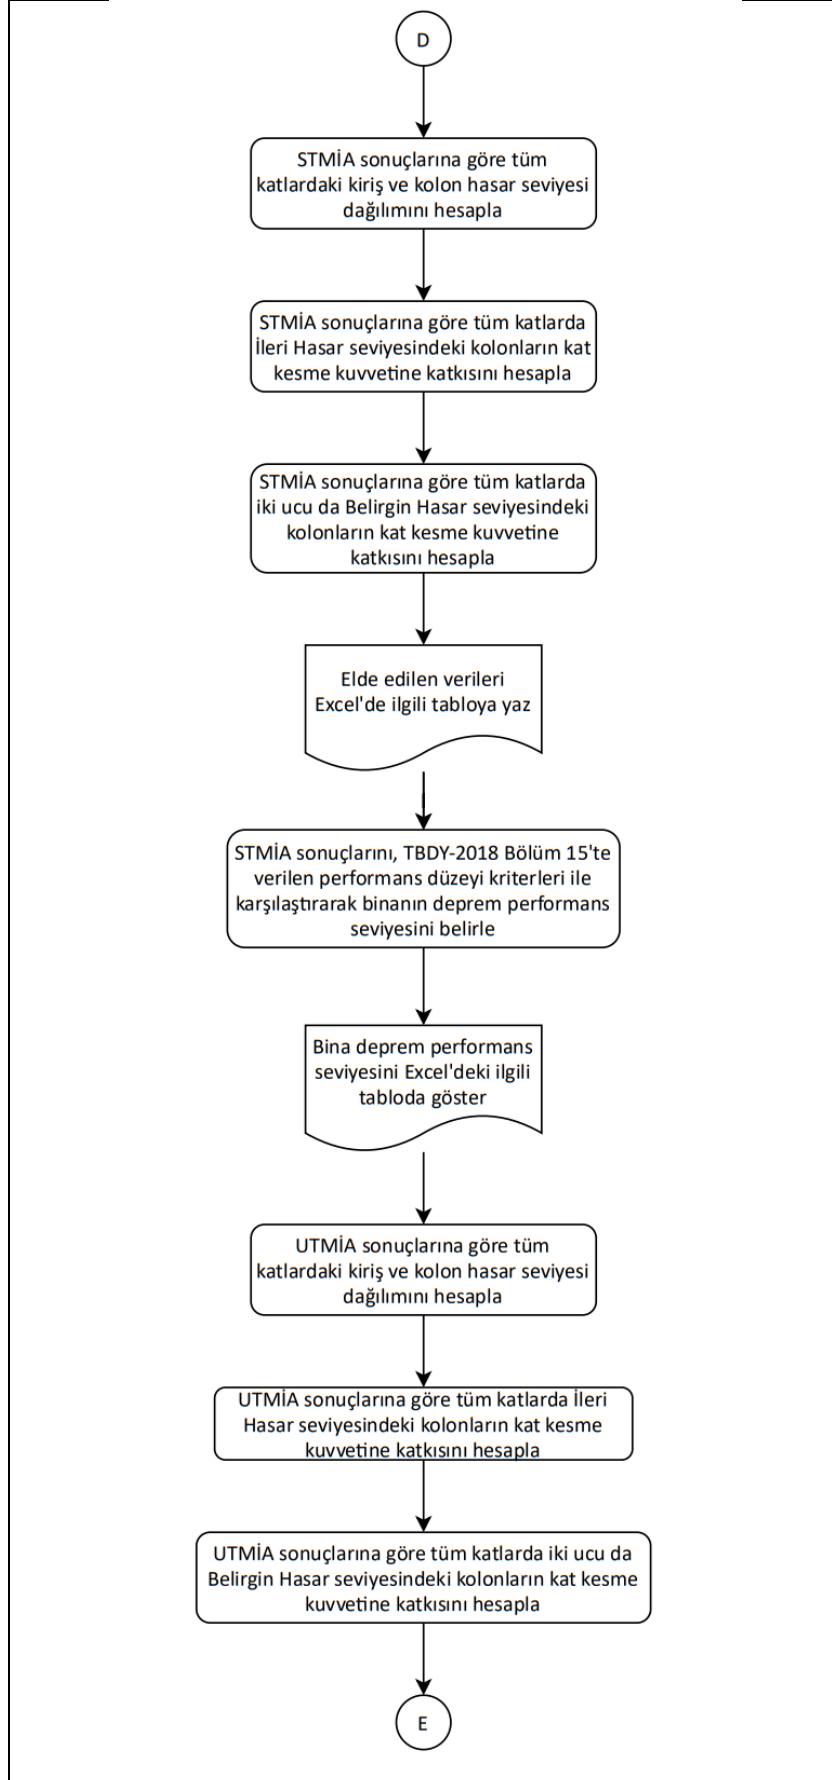 D
STMİA sonuçlarına göre tüm
katlardaki kiriş ve kolon hasar seviyesi
dağılımını hesapla
STMİA sonuçlarına göre tüm katlarda
İleri Hasar seviyesindeki kolonların kat
kesme kuvvetine katkısını hesapla
STMİA sonuçlarına göre tüm katlarda
iki ucu da Belirgin Hasar seviyesindeki
kolonların kat kesme kuvvetine
katkısını hesapla
Elde edilen verileri
Excel'de ilgili tabloya yaz
STMİA sonuçlarını, TBDY-2018 Bölüm 15'te
verilen performans düzeyi kriterleri ile
karşılaştırarak binanın deprem performans
seviyesini belirle
Bina deprem performans
seviyesini Excel'deki ilgili
tabloda göster
UTMİA sonuçlarına göre tüm
katlardaki kiriş ve kolon hasar seviyesi
dağılımını hesapla
UTMİA sonuçlarına göre tüm katlarda İleri
Hasar seviyesindeki kolonların kat kesme
kuvvetine katkısını hesapla
UTMİA sonuçlarına göre tüm katlarda iki ucu da
Belirgin Hasar seviyesindeki kolonların kat kesme
kuvvetine katkısını hesapla
E